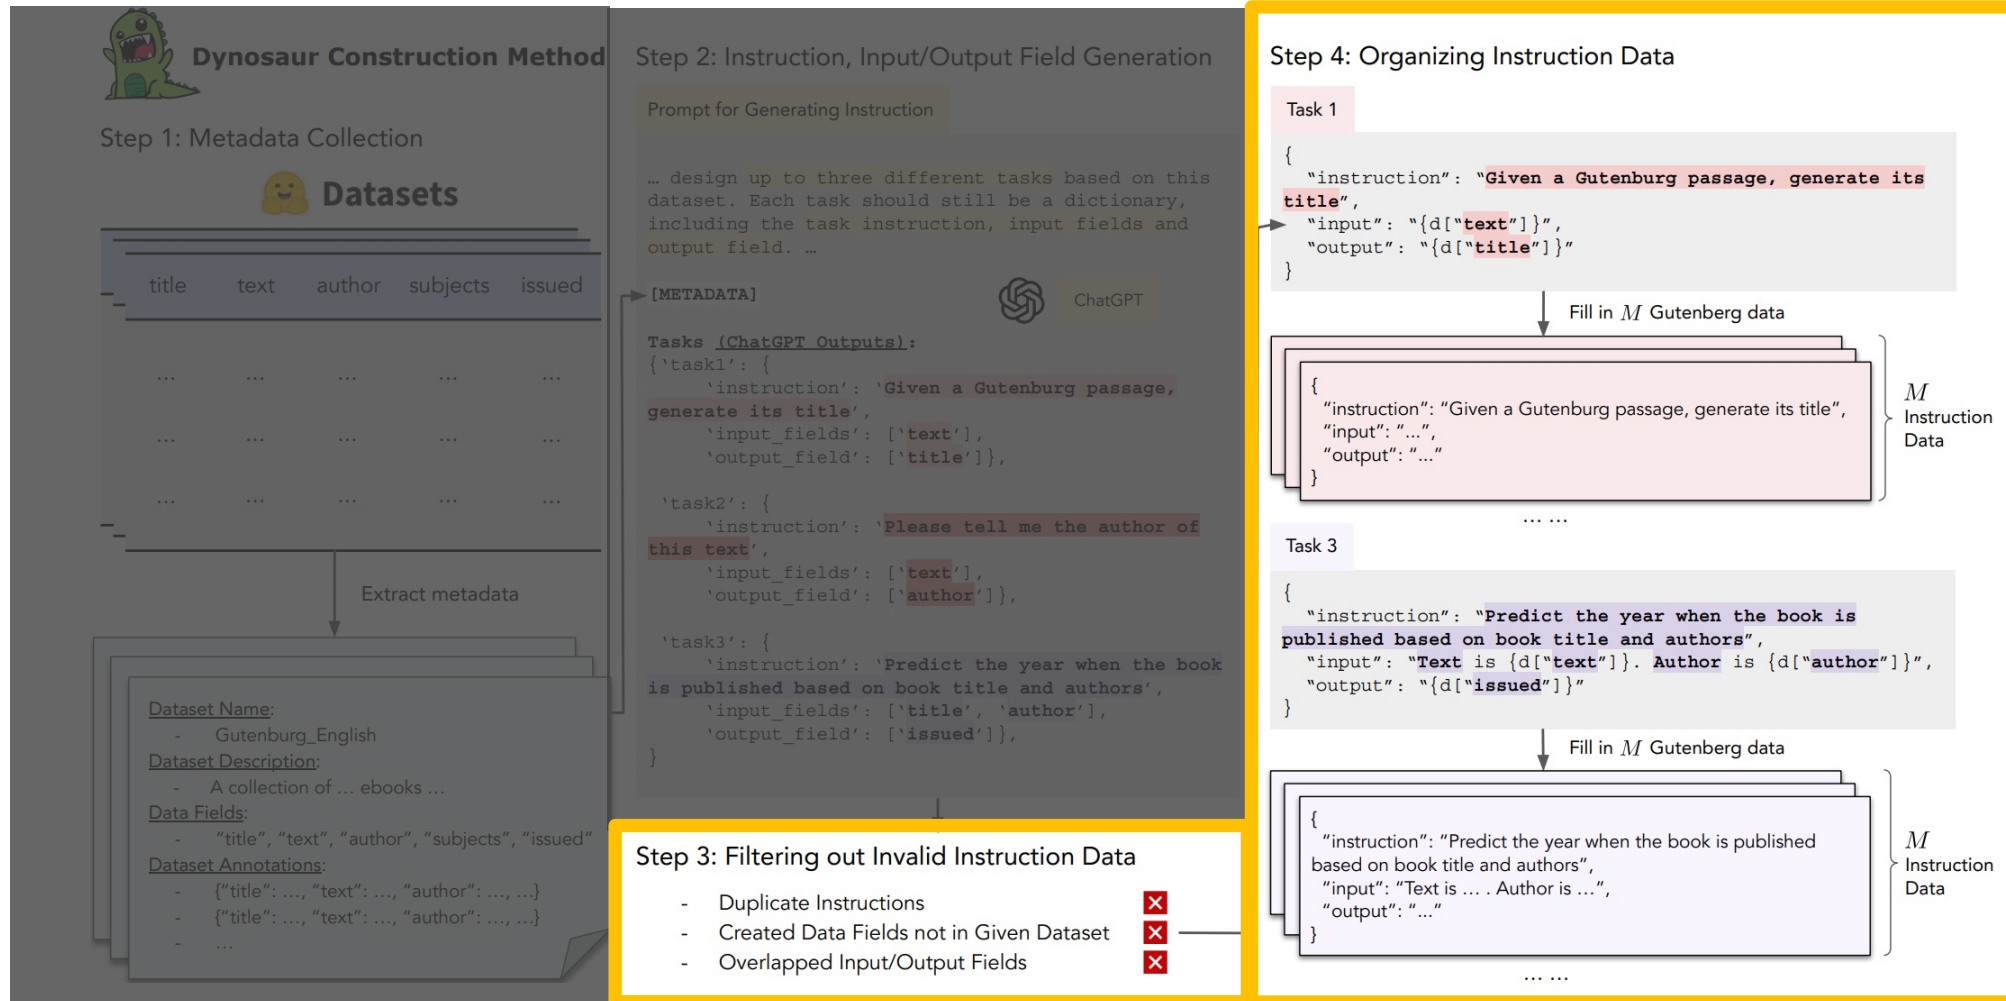 Dynosaur Construction Method
Step 1: Metadata Collection
Datasets
title text author subjects issued
... ... ... ... ...
... ... ... ... ...
... ... ... ... ...
Extract metadata
Dataset Name:
- Gutenburg_English
Dataset Description:
- A collection of ... ebooks ...
Data Fields:
- "title", "text", "author", "subjects", "issued"
Dataset Annotations:
- {"title": ..., "text": ..., "author": ..., ...}
- {"title": ..., "text": ..., "author": ..., ...}
- ...
Step 2: Instruction, Input/Output Field Generation
Prompt for Generating Instruction
… design up to three different tasks based on this
dataset. Each task should still be a dictionary,
including the task instruction, input fields and
output field. …
[METADATA]
ChatGPT
Tasks (ChatGPT Outputs):
{‘task1’: {
‘instruction’: ‘Given a Gutenburg passage,
generate its title’,
‘input_fields’: [‘text’],
‘output_field’: [‘title’]},
‘task2’: {
‘instruction’: ‘Please tell me the author of
this text’,
‘input_fields’: [‘text’],
‘output_field’: [‘author’]},
‘task3’: {
‘instruction’: ‘Predict the year when the book
is published based on book title and authors’,
‘input_fields’: [‘title’, ‘author’],
‘output_field’: [‘issued’]},
}
Step 3: Filtering out Invalid Instruction Data
- Duplicate Instructions
- Created Data Fields not in Given Dataset
- Overlapped Input/Output Fields
Step 4: Organizing Instruction Data
Task 1
{
“instruction”: “Given a Gutenburg passage, generate its
title”,
“input”: “{d[“text”]}”,
“output”: “{d[“title”]}”
}
Fill in M Gutenberg data
{
“instruction”: “Given a Gutenburg passage, generate its title”,
“input”: “...”,
“output”: “...”
}
M
Instruction
Data
... ...
Task 3
{
“instruction”: “Predict the year when the book is
published based on book title and authors”,
“input”: “Text is {d[“text”]}. Author is {d[“author”]}”,
“output”: “{d[“issued”]}”
}
Fill in M Gutenberg data
{
“instruction”: “Predict the year when the book is published
based on book title and authors”,
“input”: “Text is ... . Author is ...”,
“output”: “...”
}
M
Instruction
Data
... ...